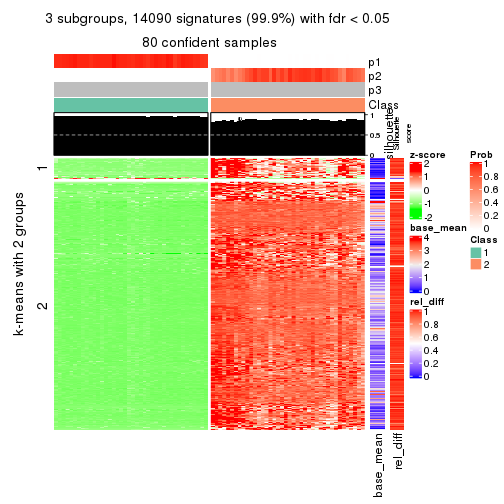 3 subgroups, 14090 signatures (99.9%) with fdr < 0.05
80 confident samples
p1
p2
p3
Class
1
0.5
0
silhouette
Silhouette
score
k-means with 2 groups
1
2
base_mean
rel_diff
z-score
2
1
0
-1
-2
base_mean
4
3
2
1
0
rel_diff
1
0.8
0.6
0.4
0.2
0
Prob
1
0.8
0.6
0.4
0.2
0
Class
1
2